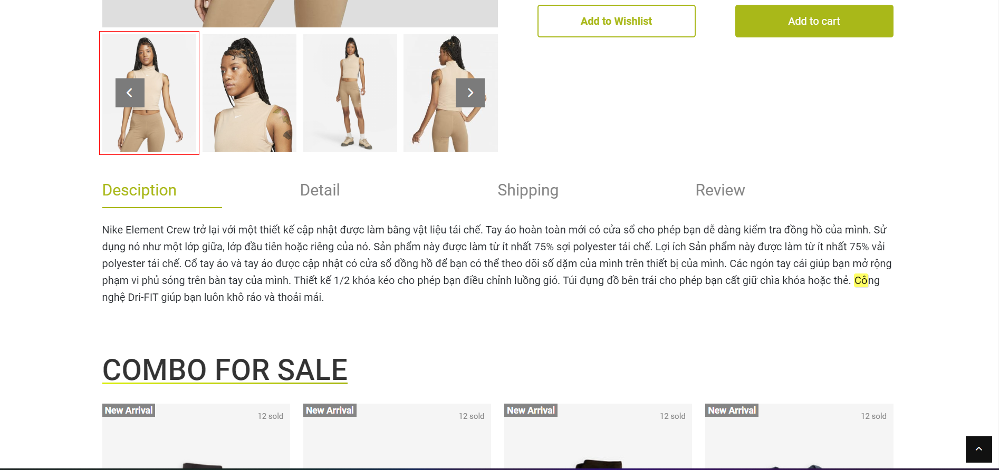 Add to Wishlist
Add to cart
Desciption
Detail
Shipping
Review
Nike Element Crew trở lại với một thiết kế cập nhật được làm bằng vật liệu tái chế. Tay áo hoàn toàn mới có cửa sổ cho phép bạn dễ dàng kiểm tra đồng hồ của mình. Sử
dụng nó như một lớp giữa, lớp đầu tiên hoặc riêng của nó. Sản phẩm này được làm từ ít nhất 75% sợi polyester tái chế. Lợi ích Sản phẩm này được làm từ ít nhất 75% vải
polyester tái chế. Cổ tay áo và tay áo được cập nhật có cửa sổ đồng hồ để bạn có thể theo dõi số dặm của mình trên thiết bị của mình. Các ngón tay cái giúp bạn mở rộng
phạm vi phủ sóng trên bàn tay của mình. Thiết kế 1/2 khóa kéo cho phép bạn điều chỉnh luồng gió. Túi đựng đồ bên trái cho phép bạn cất giữ chìa khóa hoặc thẻ. Công
nghệ Dri-FIT giúp bạn luôn khô ráo và thoải mái.
COMBO FOR SALE
New Arrival
12 sold
New Arrival
12 sold
New Arrival
12 sold
New Arrival
12 sold